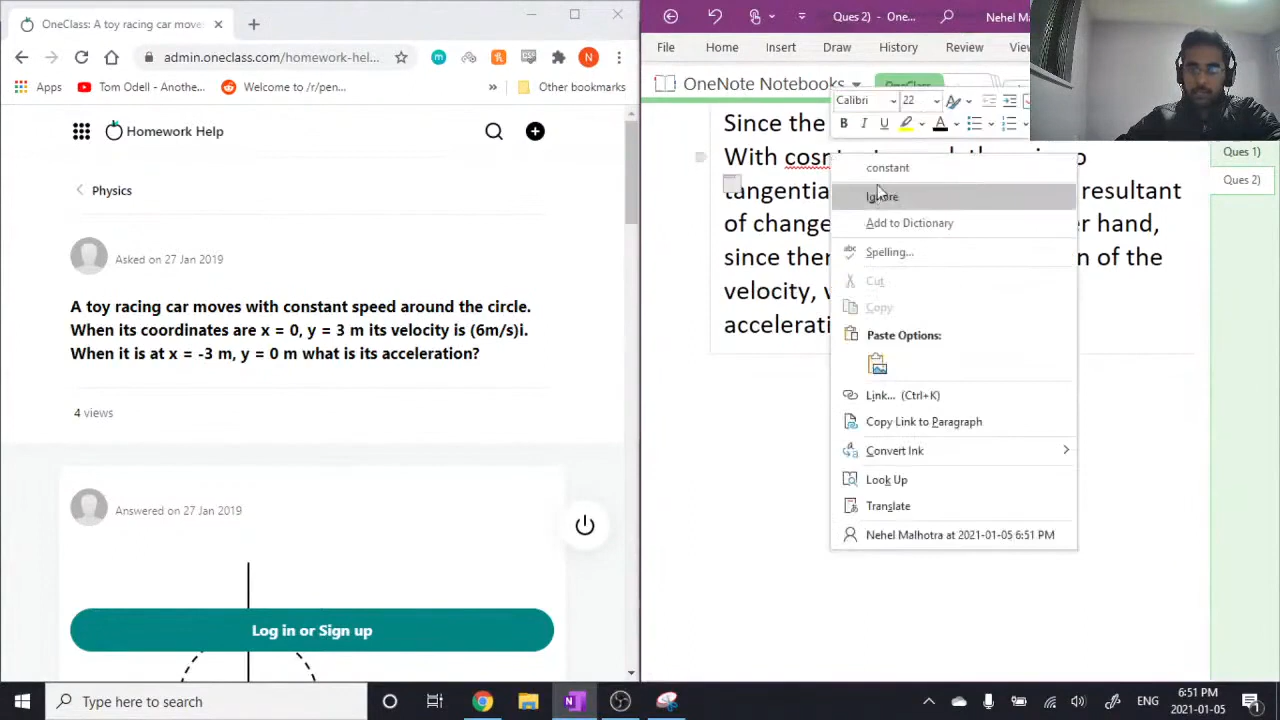 OneClass: A toy racing car move
Ques 2) - One...
Nehel Ma
admin.oneclass.com/homework-hel...
N
File
Home
Insert
Draw
History
Review
Apps
Tom Odell - Anothe
Welcome to /r/pen...
»
Other bookmarks
OneNote Notebooks
OneClass
Homework Help
Calibri
22
B
I
U
A
Since the
Ques 1)
With
constant
Ques 2)
Physics
tangentia
Ignore
resultant
of change
Add to Dictionary
er hand,
Asked on 27 Jan 2019
since ther
abc
Spelling...
n of the
Cut
velocity, v
A toy racing car moves with constant speed around the circle.
Copy
When its coordinates are x = 0, y = 3 m its velocity is (6m/s)i.
accelerati
Paste Options:
When it is at x = -3 m, y = 0 m what is its acceleration?
Link... (Ctrl+K)
4 views
Copy Link to Paragraph
Convert Ink
Look Up
Translate
Answered on 27 Jan 2019
Nehel Malhotra at 2021-01-05 6:51 PM
Log in or Sign up
Type here to search
ENG
6:51 PM
2021-01-05
1